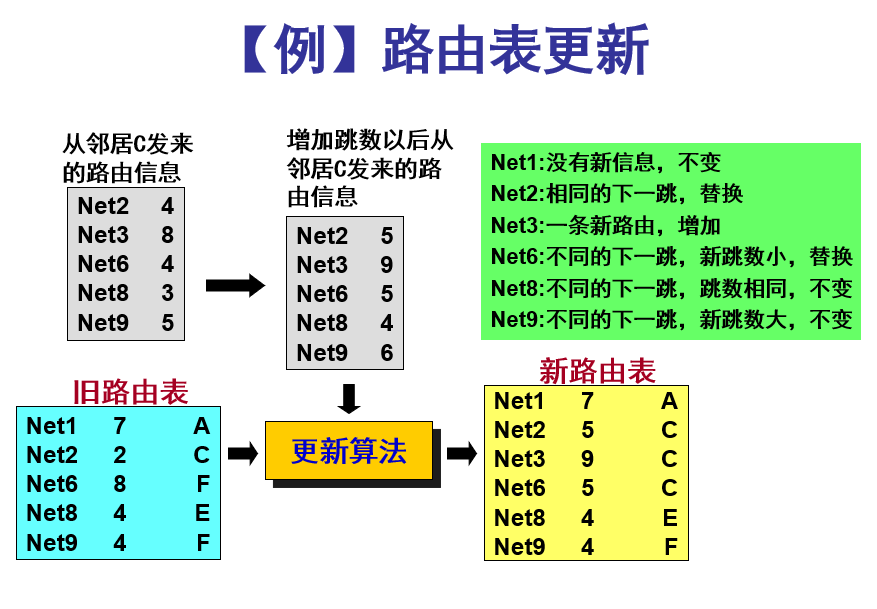 【例】路由表更新
从邻居C发来
的路由信息
Net2 4
Net3 8
Net6 4
Net8 3
Net9 5
增加跳数以后从
邻居C发来的路
由信息
Net2 5
Net3 9
Net6 5
Net8 4
Net9 6
Net1:没有新信息，不变
Net2:相同的下一跳，替换
Net3:一条新路由，增加
Net6:不同的下一跳，新跳数小，替换
Net8:不同的下一跳，跳数相同，不变
Net9:不同的下一跳，新跳数大，不变
旧路由表
Net1 7 A
Net2 2 C
Net6 8 F
Net8 4 E
Net9 4 F
更新算法
新路由表
Net1 7 A
Net2 5 C
Net3 9 C
Net6 5 C
Net8 4 E
Net9 4 F